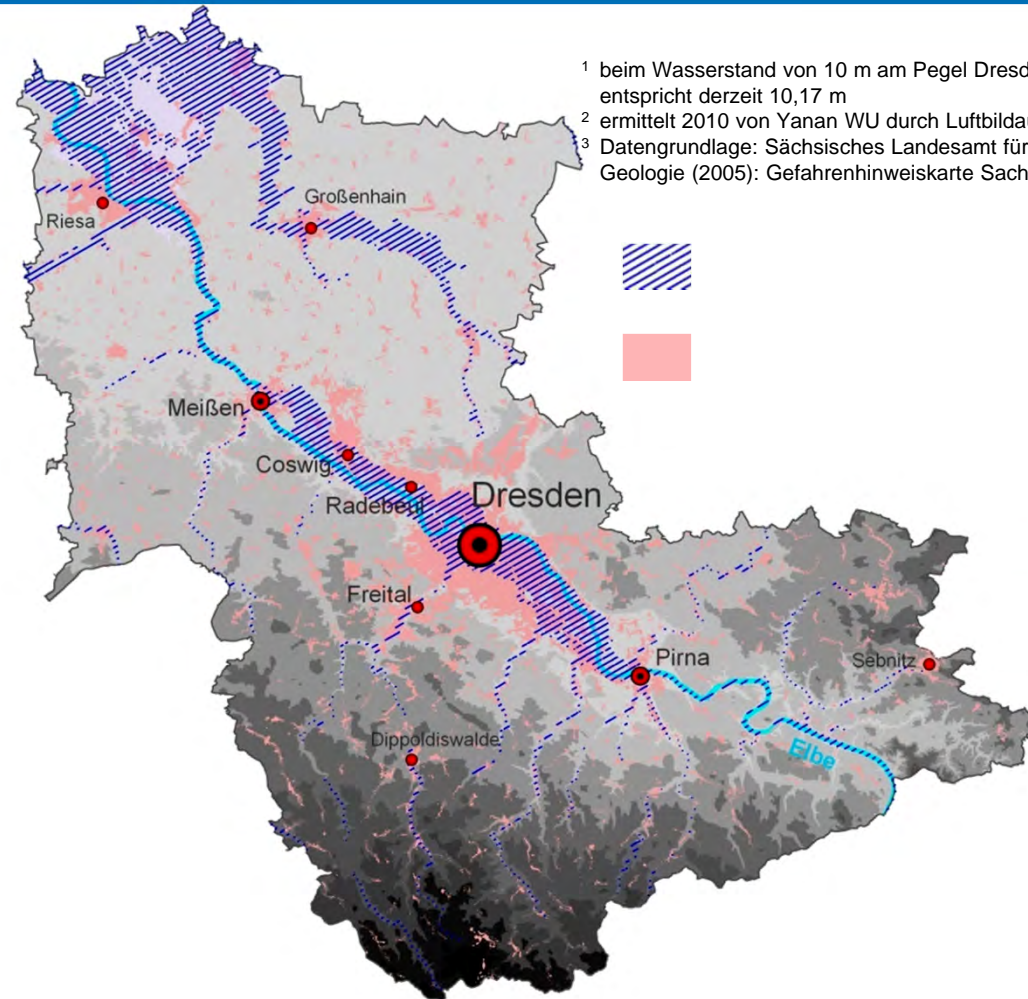 ¹ beim Wasserstand von 10 m am Pegel Dresd
entspricht derzeit 10,17 m
² ermittelt 2010 von Yanan WU durch Luftbildau
³ Datengrundlage: Sächsisches Landesamt für
Geologie (2005): Gefahrenhinweiskarte Sach
Großenhain
Riesa
Meißen
Coswig
Dresden
Radebeul
Freital
Pirna
Sebnitz
Dippoldiswalde
Elbe